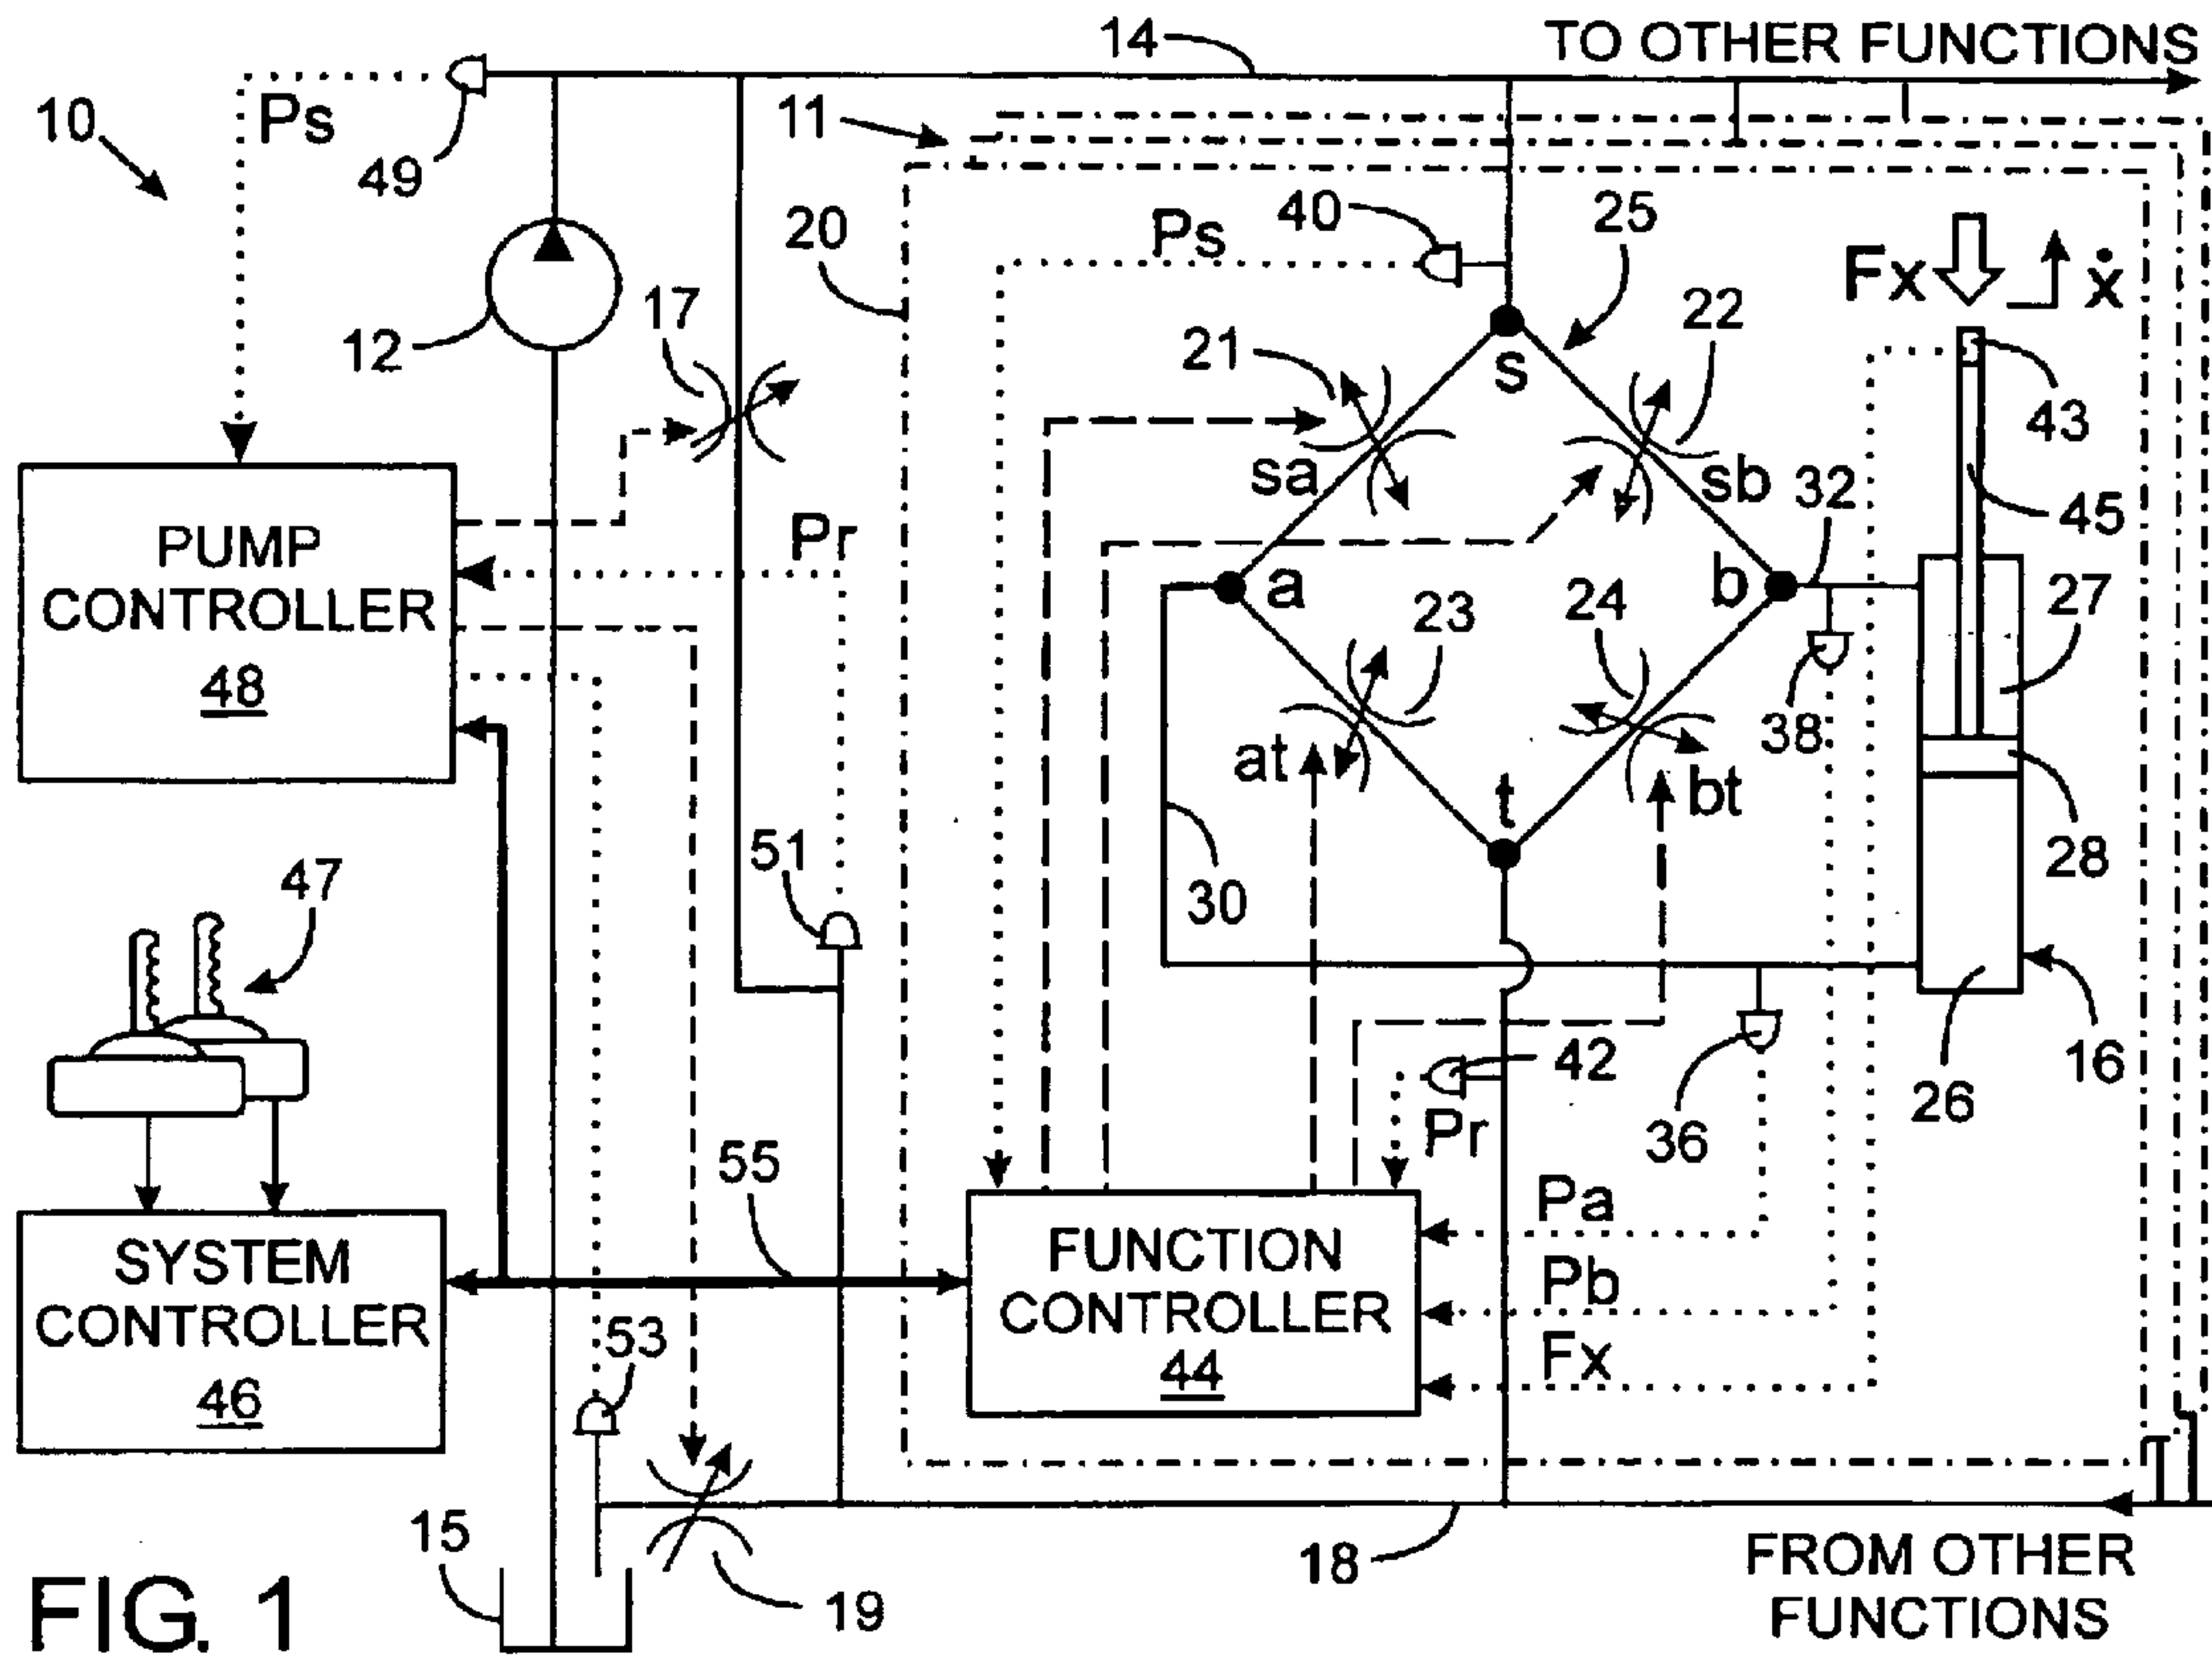 14
TO OTHER FUNCTIONS
10
Ps
49
11
20
Ps
40
25
Fx
ẋ
12
17
21
22
s
43
sa
sb
32
45
PUMP
CONTROLLER
48
Pr
a
b
27
23
24
38
at
t
bt
28
47
51
30
42
16
26
36
Pr
55
Pa
Pb
Fx
SYSTEM
CONTROLLER
46
FUNCTION
CONTROLLER
44
53
15
19
18
FROM OTHER
FUNCTIONS
FIG. 1